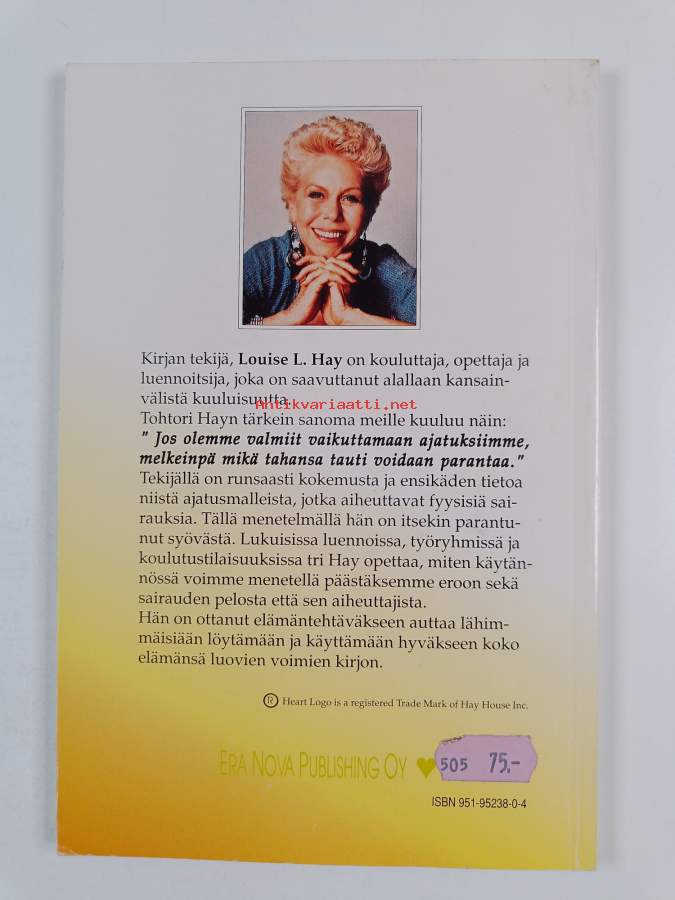 Kirjan tekijä, Louise L. Hay on kouluttaja, opettaja ja
luennoitsija, joka on saavuttanut alallaan kansain-
välistä kuuluisuutta.
Antikvariaatti.net
Tohtori Hayn tärkein sanoma meille kuuluu näin:
" Jos olemme valmiit vaikuttamaan ajatuksiimme,
melkeinpä mikä tahansa tauti voidaan parantaa."
Tekijällä on runsaasti kokemusta ja ensikäden tietoa
niistä ajatusmalleista, jotka aiheuttavat fyysisiä sai-
rauksia. Tällä menetelmällä hän on itsekin parantu-
nut syövästä. Lukuisissa luennoissa, työryhmissä ja
koulutustilaisuuksissa tri Hay opettaa, miten käytän-
nössä voimme menetellä päästäksemme eroon sekä
sairauden pelosta että sen aiheuttajista.
Hän on ottanut elämäntehtäväkseen auttaa lähim-
mäisiään löytämään ja käyttämään hyväkseen koko
elämänsä luovien voimien kirjon.
® Heart Logo is a registered Trade Mark of Hay House Inc.
ERA NOVA PUBLISHING OY
505 75.-
ISBN 951-95238-0-4